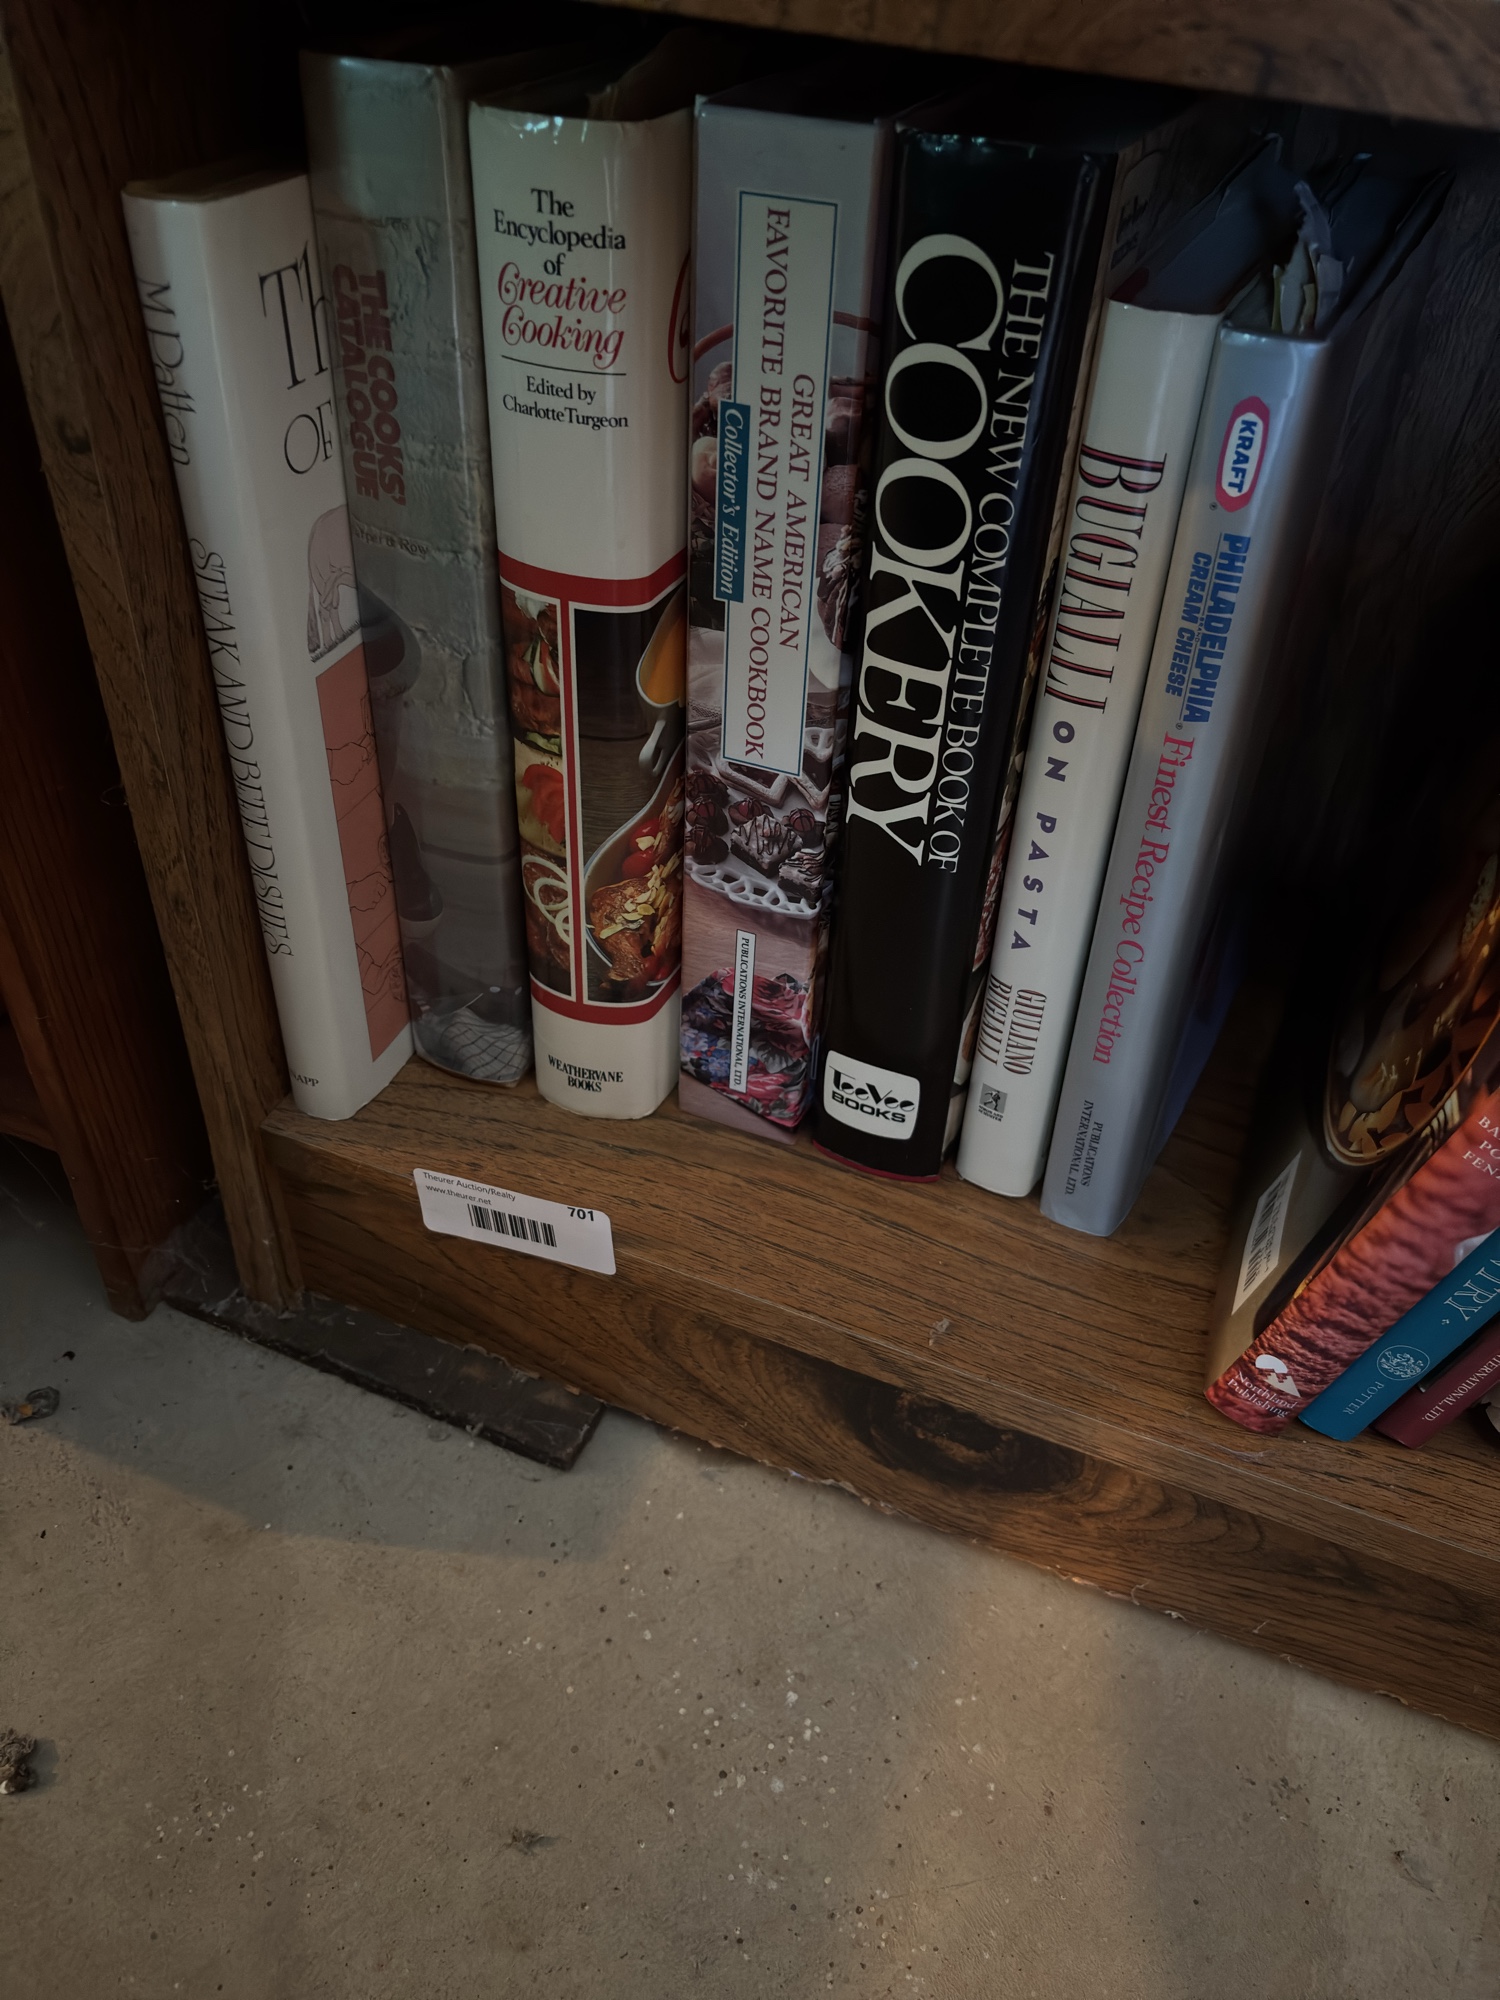 STEAK AND BEEF DISHES
OF
THE COOKS'
CATALOGUE
Harper & Row
The
Encyclopedia
of
Creative
Cooking
Edited by
Charlotte Turgeon
WEATHERVANE
BOOKS
GREAT AMERICAN
FAVORITE BRAND NAME COOKBOOK
Collector's Edition
PUBLICATIONS INTERNATIONAL, LTD.
THE NEW COMPLETE BOOK OF
COOKERY
TeeVee
BOOKS
BUGIALLI ON PASTA
GIULIANO
BUGIALLI
KRAFT
PHILADELPHIA
CREAM CHEESE
Finest Recipe Collection
PUBLICATIONS
INTERNATIONAL, LTD.
Theurer Auction/Realty
www.theurer.net
701
Northland
Publishing
POTTER